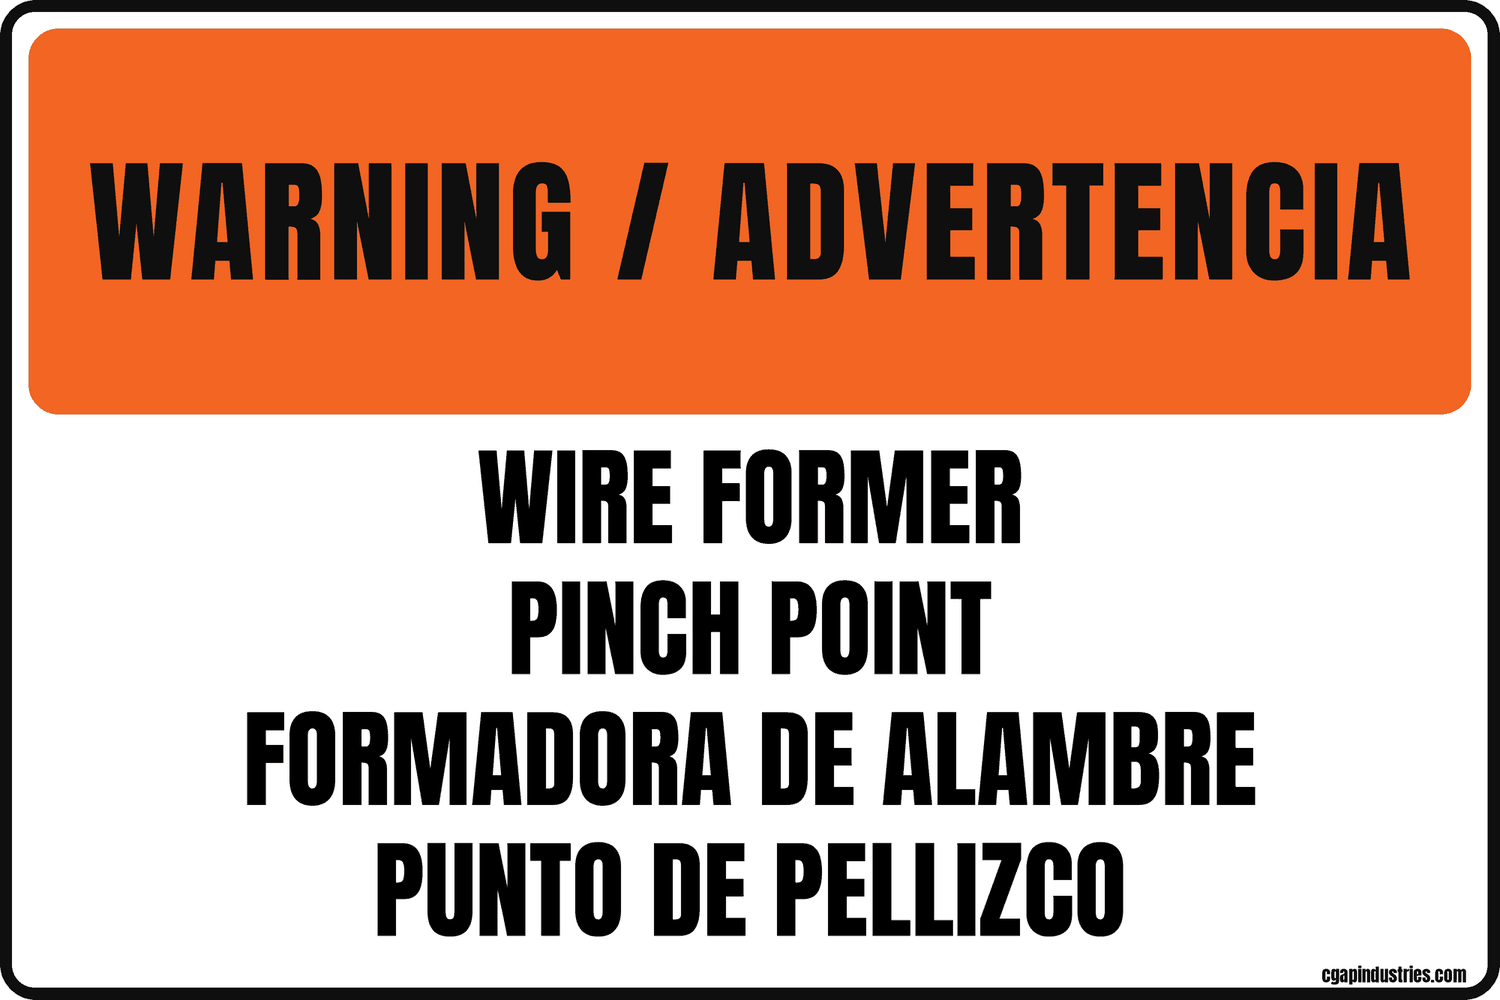 WARNING / ADVERTENCIA
WIRE FORMER
PINCH POINT
FORMADORA DE ALAMBRE
PUNTO DE PELLIZCO
cgapindustries.com